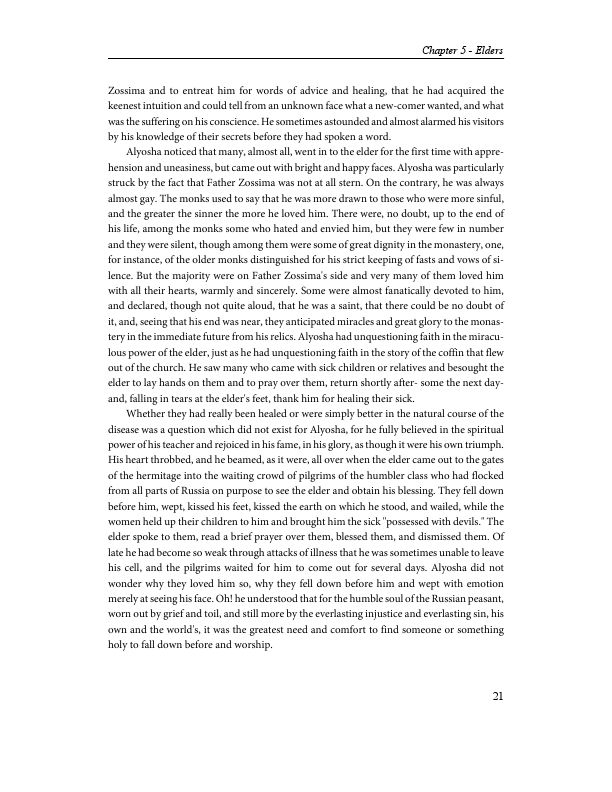 Chapter 5 - Elders
Zossima and to entreat him for words of advice and healing, that he had acquired the
keenest intuition and could tell from an unknown face what a new-comer wanted, and what
was the suffering on his conscience. He sometimes astounded and almost alarmed his visitors
by his knowledge of their secrets before they had spoken a word.
Alyosha noticed that many, almost all, went in to the elder for the first time with appre-
hension and uneasiness, but came out with bright and happy faces. Alyosha was particularly
struck by the fact that Father Zossima was not at all stern. On the contrary, he was always
almost gay. The monks used to say that he was more drawn to those who were more sinful,
and the greater the sinner the more he loved him. There were, no doubt, up to the end of
his life, among the monks some who hated and envied him, but they were few in number
and they were silent, though among them were some of great dignity in the monastery, one,
for instance, of the older monks distinguished for his strict keeping of fasts and vows of si-
lence. But the majority were on Father Zossima's side and very many of them loved him
with all their hearts, warmly and sincerely. Some were almost fanatically devoted to him,
and declared, though not quite aloud, that he was a saint, that there could be no doubt of
it, and, seeing that his end was near, they anticipated miracles and great glory to the monas-
tery in the immediate future from his relics. Alyosha had unquestioning faith in the miracu-
lous power of the elder, just as he had unquestioning faith in the story of the coffin that flew
out of the church. He saw many who came with sick children or relatives and besought the
elder to lay hands on them and to pray over them, return shortly after- some the next day-
and, falling in tears at the elder's feet, thank him for healing their sick.
Whether they had really been healed or were simply better in the natural course of the
disease was a question which did not exist for Alyosha, for he fully believed in the spiritual
power of his teacher and rejoiced in his fame, in his glory, as though it were his own triumph.
His heart throbbed, and he beamed, as it were, all over when the elder came out to the gates
of the hermitage into the waiting crowd of pilgrims of the humbler class who had flocked
from all parts of Russia on purpose to see the elder and obtain his blessing. They fell down
before him, wept, kissed his feet, kissed the earth on which he stood, and wailed, while the
women held up their children to him and brought him the sick "possessed with devils." The
elder spoke to them, read a brief prayer over them, blessed them, and dismissed them. Of
late he had become so weak through attacks of illness that he was sometimes unable to leave
his cell, and the pilgrims waited for him to come out for several days. Alyosha did not
wonder why they loved him so, why they fell down before him and wept with emotion
merely at seeing his face. Oh! he understood that for the humble soul of the Russian peasant,
worn out by grief and toil, and still more by the everlasting injustice and everlasting sin, his
own and the world's, it was the greatest need and comfort to find someone or something
holy to fall down before and worship.
21